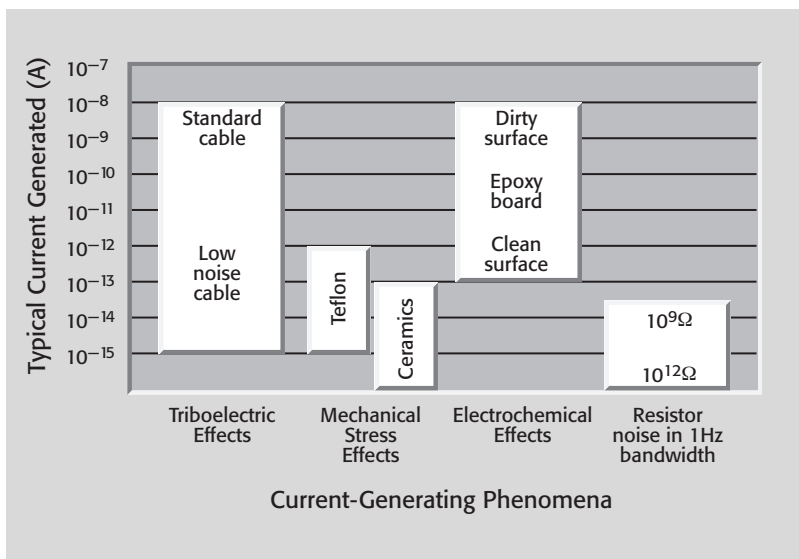 Typical Current Generated (A)
10⁻⁷
10⁻⁸
10⁻⁹
10⁻¹⁰
10⁻¹¹
10⁻¹²
10⁻¹³
10⁻¹⁴
10⁻¹⁵
Standard
cable
Low
noise
cable
Teflon
Ceramics
Dirty
surface
Epoxy
board
Clean
surface
10⁹Ω
10¹²Ω
Triboelectric
Effects
Mechanical
Stress
Effects
Electrochemical
Effects
Resistor
noise in 1Hz
bandwidth
Current-Generating Phenomena